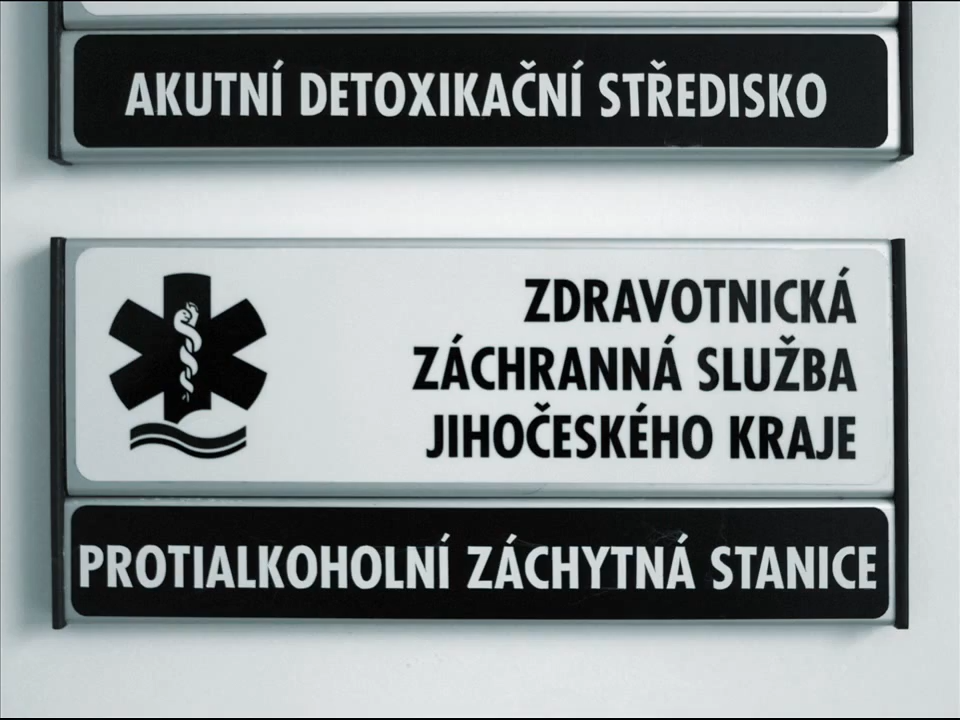 AKUTNÍ DETOXIKAČNÍ STŘEDISKO
ZDRAVOTNICKÁ
ZÁCHRANNÁ SLUŽBA
JIHOČESKÉHO KRAJE
PROTIALKOHOLNÍ ZÁCHYTNÁ STANICE